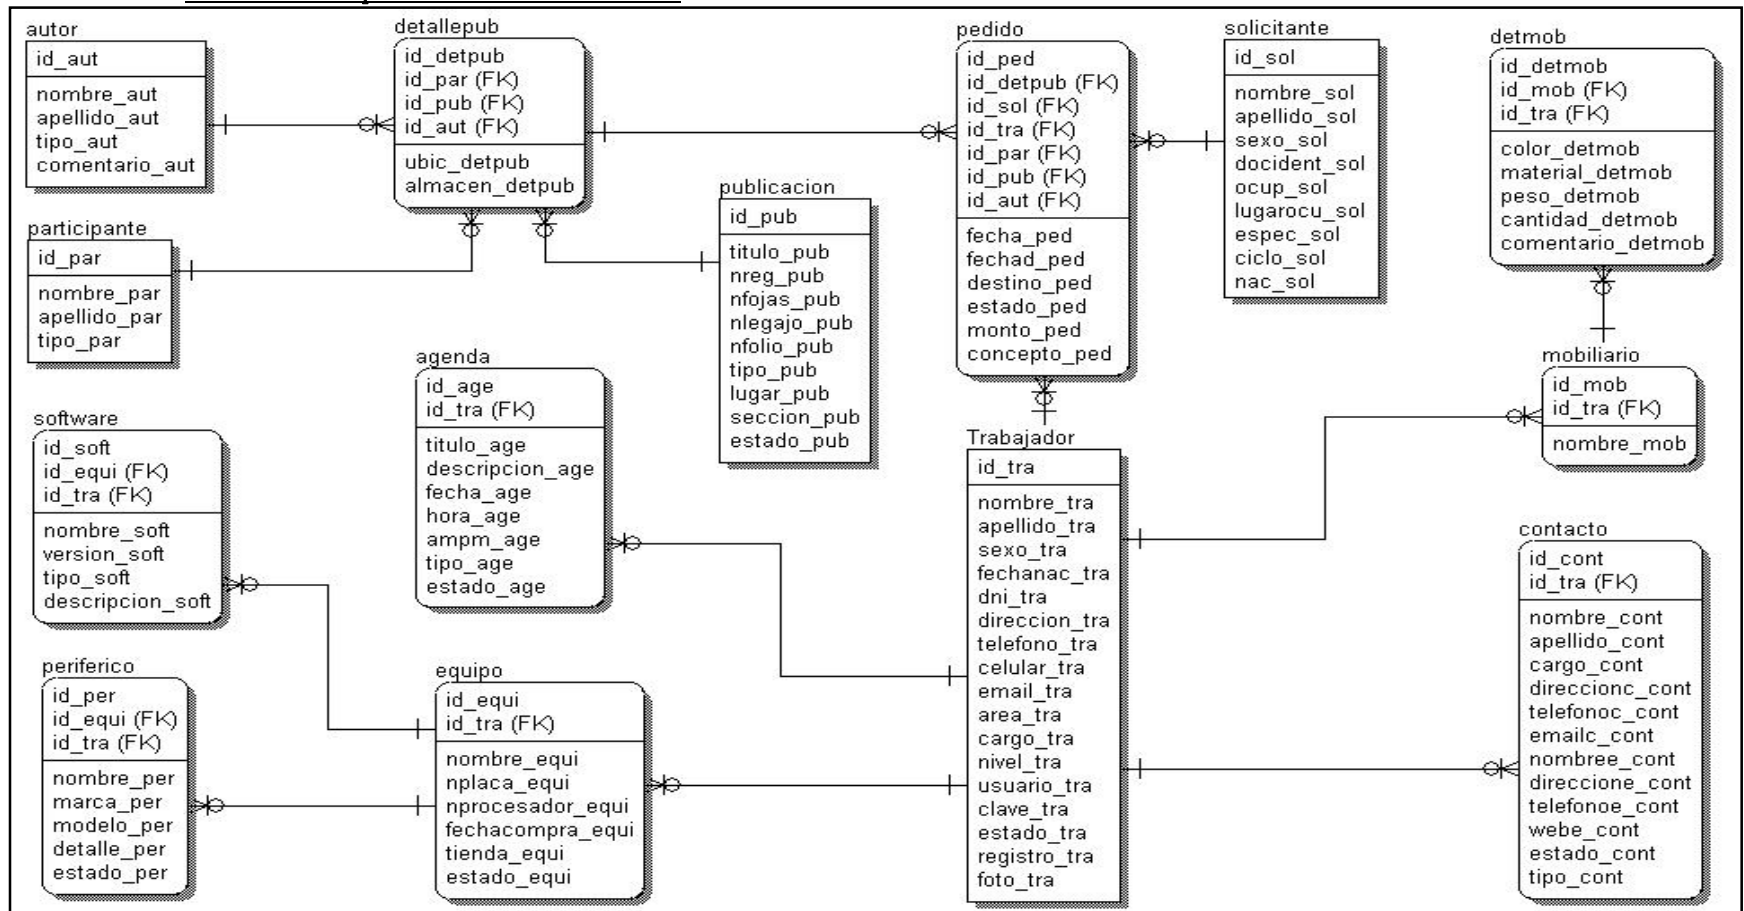 autor
id_aut
nombre_aut
apellido_aut
tipo_aut
comentario_aut
detallepub
id_detpub
id_par (FK)
id_pub (FK)
id_aut (FK)
ubic_detpub
almacen_detpub
pedido
id_ped
id_detpub (FK)
id_sol (FK)
id_tra (FK)
id_par (FK)
id_pub (FK)
id_aut (FK)
fecha_ped
fechad_ped
destino_ped
estado_ped
monto_ped
concepto_ped
solicitante
id_sol
nombre_sol
apellido_sol
sexo_sol
docident_sol
ocup_sol
lugarocu_sol
espec_sol
ciclo_sol
nac_sol
detmob
id_detmob
id_mob (FK)
id_tra (FK)
color_detmob
material_detmob
peso_detmob
cantidad_detmob
comentario_detmob
participante
id_par
nombre_par
apellido_par
tipo_par
publicacion
id_pub
titulo_pub
nreg_pub
nfojas_pub
nlegajo_pub
nfolio_pub
tipo_pub
lugar_pub
seccion_pub
estado_pub
agenda
id_age
id_tra (FK)
titulo_age
descripcion_age
fecha_age
hora_age
ampm_age
tipo_age
estado_age
mobiliario
id_mob
id_tra (FK)
nombre_mob
software
id_soft
id_equi (FK)
id_tra (FK)
nombre_soft
version_soft
tipo_soft
descripcion_soft
Trabajador
id_tra
nombre_tra
apellido_tra
sexo_tra
fechanac_tra
dni_tra
direccion_tra
telefono_tra
celular_tra
email_tra
area_tra
cargo_tra
nivel_tra
usuario_tra
clave_tra
estado_tra
registro_tra
foto_tra
contacto
id_cont
id_tra (FK)
nombre_cont
apellido_cont
cargo_cont
direccionc_cont
telefonoc_cont
emailc_cont
nombree_cont
direccione_cont
telefonoe_cont
webe_cont
estado_cont
tipo_cont
periferico
id_per
id_equi (FK)
id_tra (FK)
nombre_per
marca_per
modelo_per
detalle_per
estado_per
equipo
id_equi
id_tra (FK)
nombre_equi
nplaca_equi
nprocesador_equi
fechacompra_equi
tienda_equi
estado_equi